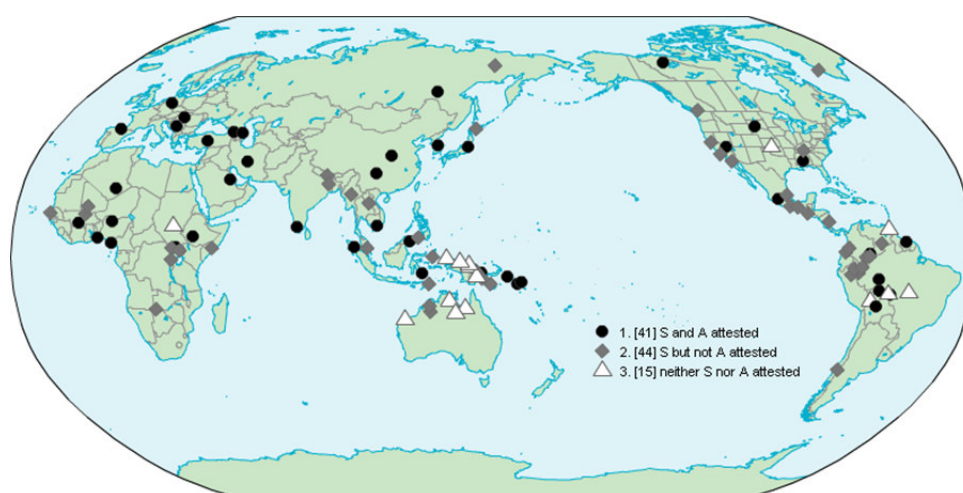 1. [41] S and A attested
2. [44] S but not A attested
3. [15] neither S nor A attested